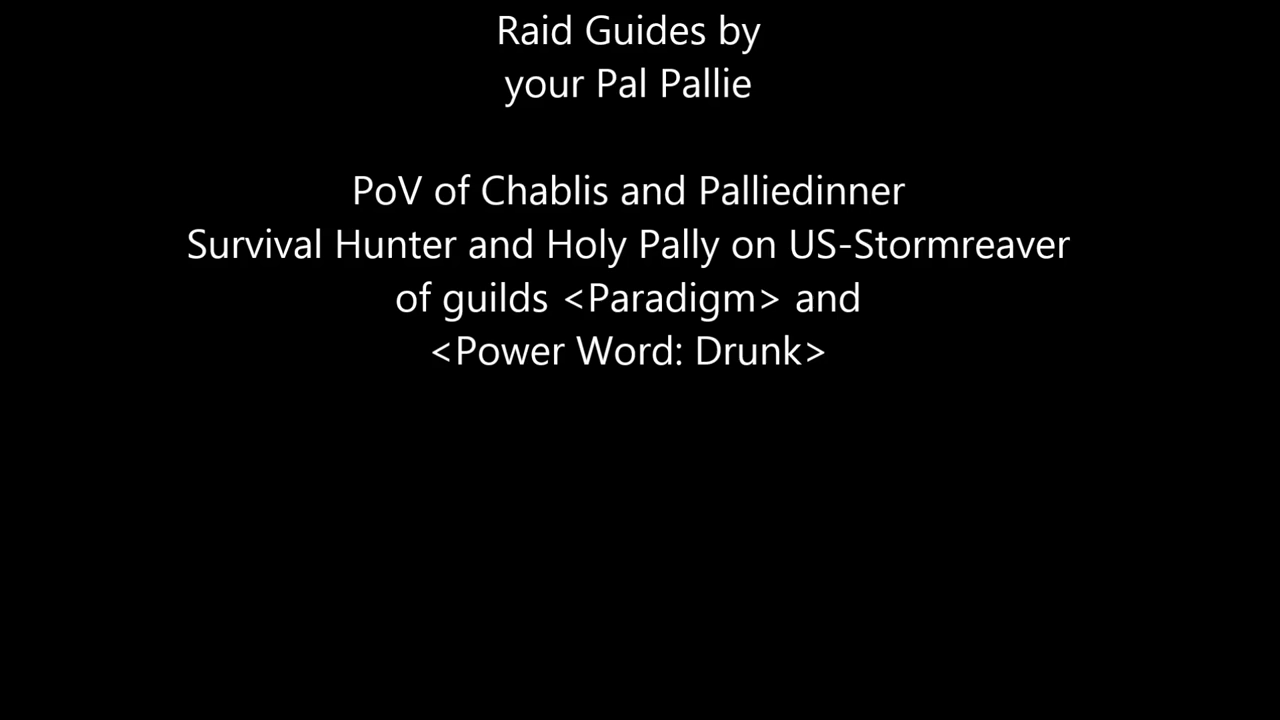 Raid Guides by
your Pal Pallie
PoV of Chablis and Palliedinner
Survival Hunter and Holy Pally on US-Stormreaver
of guilds <Paradigm> and
<Power Word: Drunk>